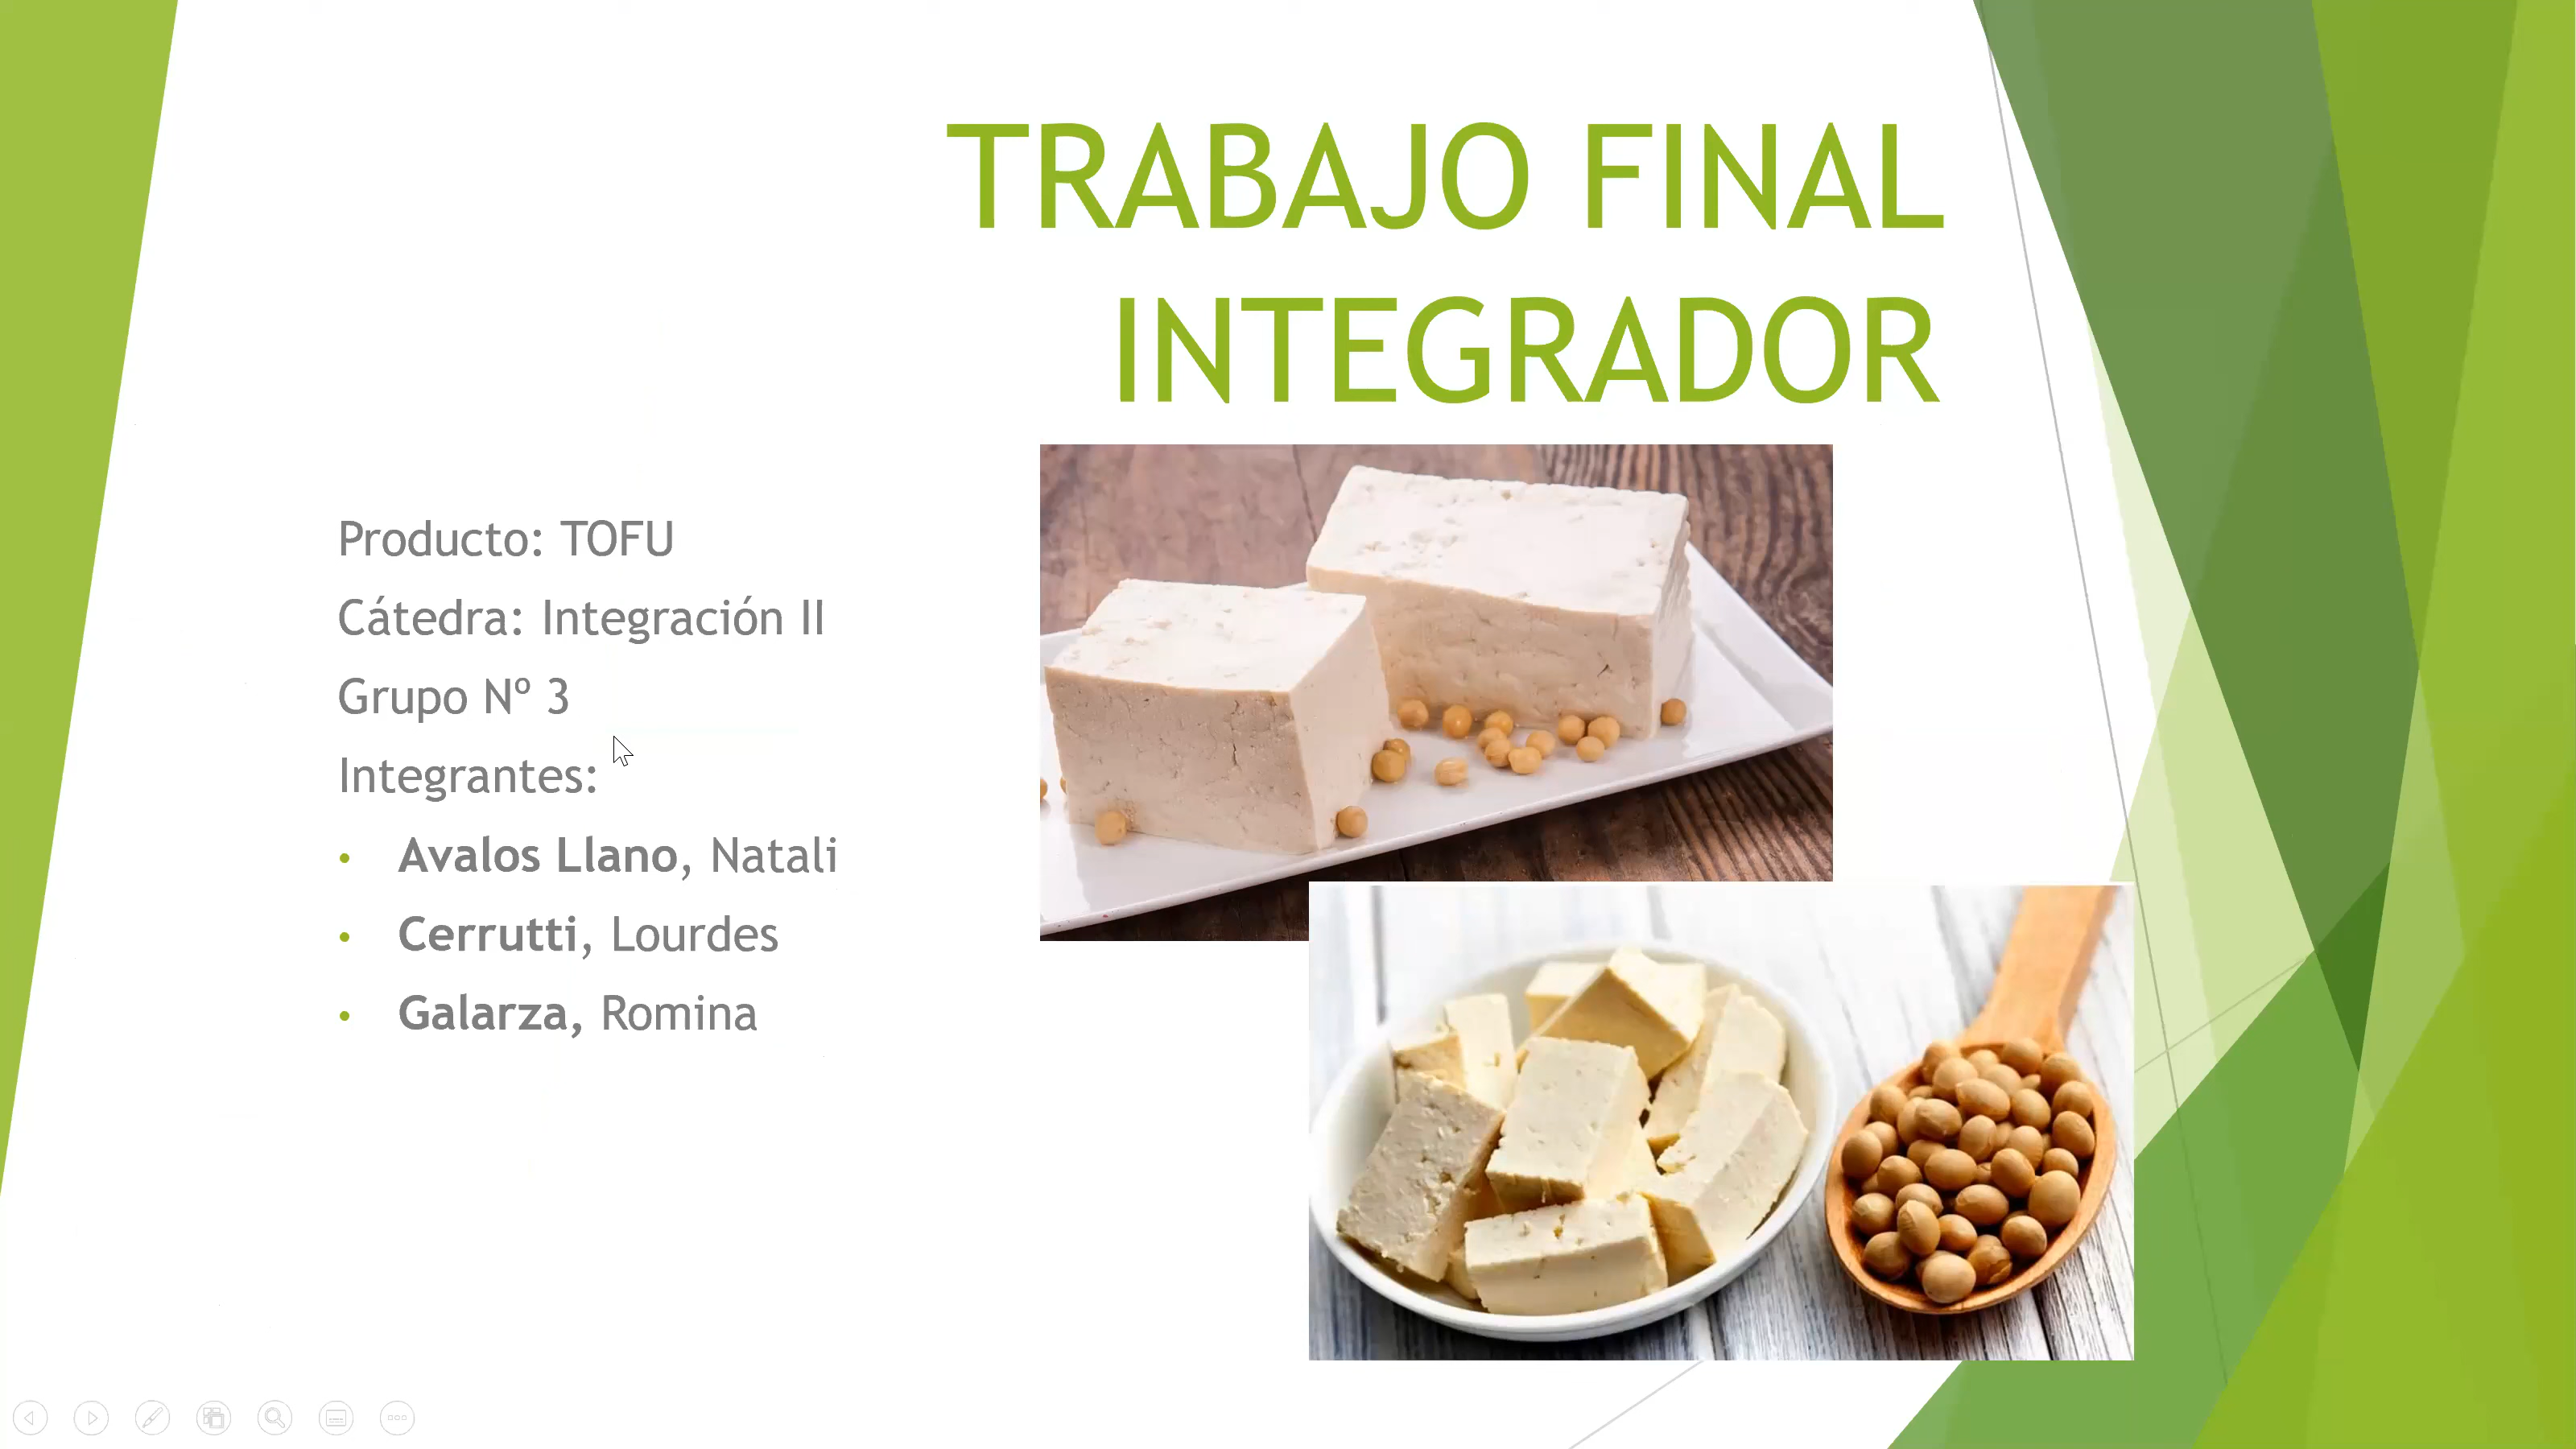 TRABAJO FINAL
INTEGRADOR
Producto: TOFU
Cátedra: Integración II
Grupo Nº 3
Integrantes:
• Avalos Llano, Natali
• Cerrutti, Lourdes
• Galarza, Romina